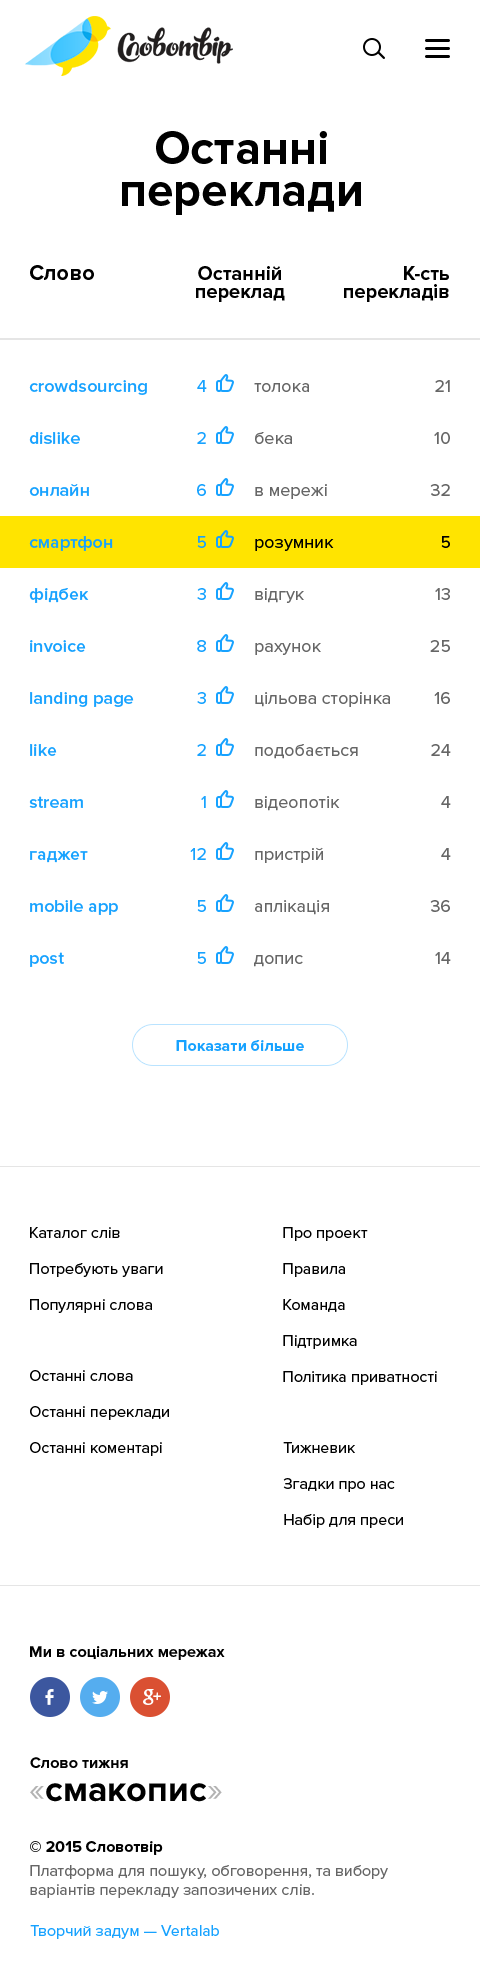 Словотвір
Останні
переклади
Слово Останній К-сть
переклад перекладів
crowdsourcing 4 толока 21
dislike 2 бека 10
онлайн 6 в мережі 32
смартфон 5 розумник 5
фідбек 3 відгук 13
invoice 8 рахунок 25
landing page 3 цільова сторінка 16
like 2 подобається 24
stream 1 відеопотік 4
гаджет 12 пристрій 4
mobile app 5 аплікація 36
post 5 допис 14
Показати більше
Каталог слів
Потребують уваги
Популярні слова
Останні слова
Останні переклади
Останні коментарі
Про проект
Правила
Команда
Підтримка
Політика приватності
Тижневик
Згадки про нас
Набір для преси
Ми в соціальних мережах
Слово тижня
«смакопис»
© 2015 Словотвір
Платформа для пошуку, обговорення, та вибору
варіантів перекладу запозичених слів.
Творчий задум — Vertalab